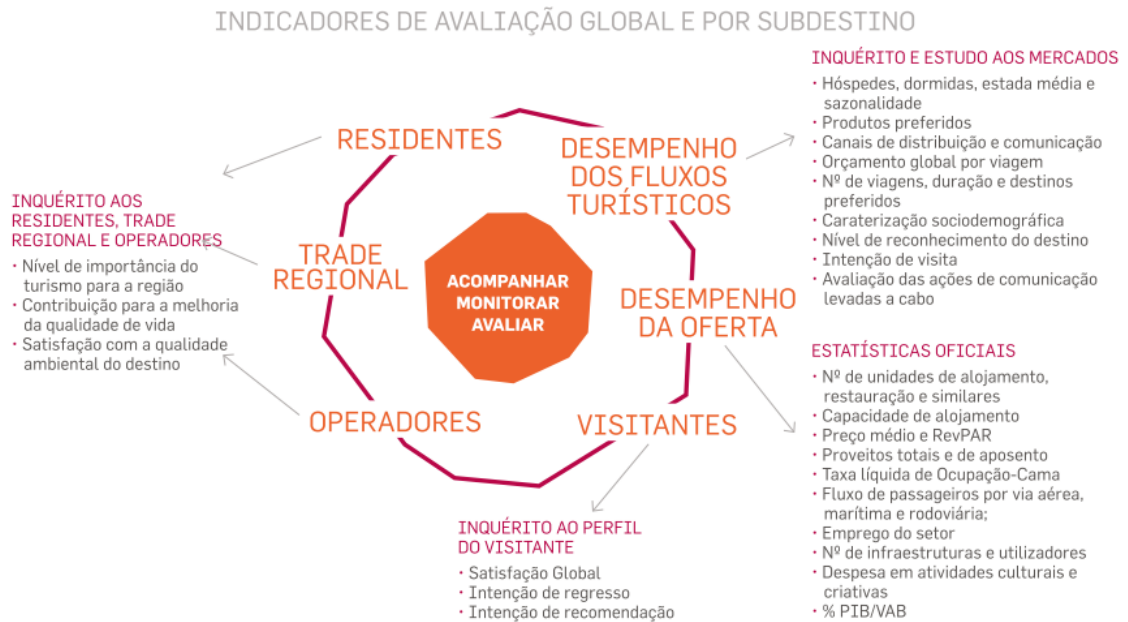 INDICADORES DE AVALIAÇÃO GLOBAL E POR SUBDESTINO
RESIDENTES
DESEMPENHO
DOS FLUXOS
TURÍSTICOS
TRADE
REGIONAL
ACOMPANHAR
MONITORAR
AVALIAR
DESEMPENHO
DA OFERTA
OPERADORES
VISITANTES
INQUÉRITO AOS
RESIDENTES, TRADE
REGIONAL E OPERADORES
• Nível de importância do
turismo para a região
• Contribuição para a melhoria
da qualidade de vida
• Satisfação com a qualidade
ambiental do destino
INQUÉRITO E ESTUDO AOS MERCADOS
• Hóspedes, dormidas, estada média e
sazonalidade
• Produtos preferidos
• Canais de distribuição e comunicação
• Orçamento global por viagem
• Nº de viagens, duração e destinos
preferidos
• Caraterização sociodemográfica
• Nível de reconhecimento do destino
• Intenção de visita
• Avaliação das ações de comunicação
levadas a cabo
ESTATÍSTICAS OFICIAIS
• Nº de unidades de alojamento,
restauração e similares
• Capacidade de alojamento
• Preço médio e RevPAR
• Proveitos totais e de aposento
• Taxa líquida de Ocupação-Cama
• Fluxo de passageiros por via aérea,
marítima e rodoviária;
• Emprego do setor
• Nº de infraestruturas e utilizadores
• Despesa em atividades culturais e
criativas
• % PIB/VAB
INQUÉRITO AO PERFIL
DO VISITANTE
• Satisfação Global
• Intenção de regresso
• Intenção de recomendação